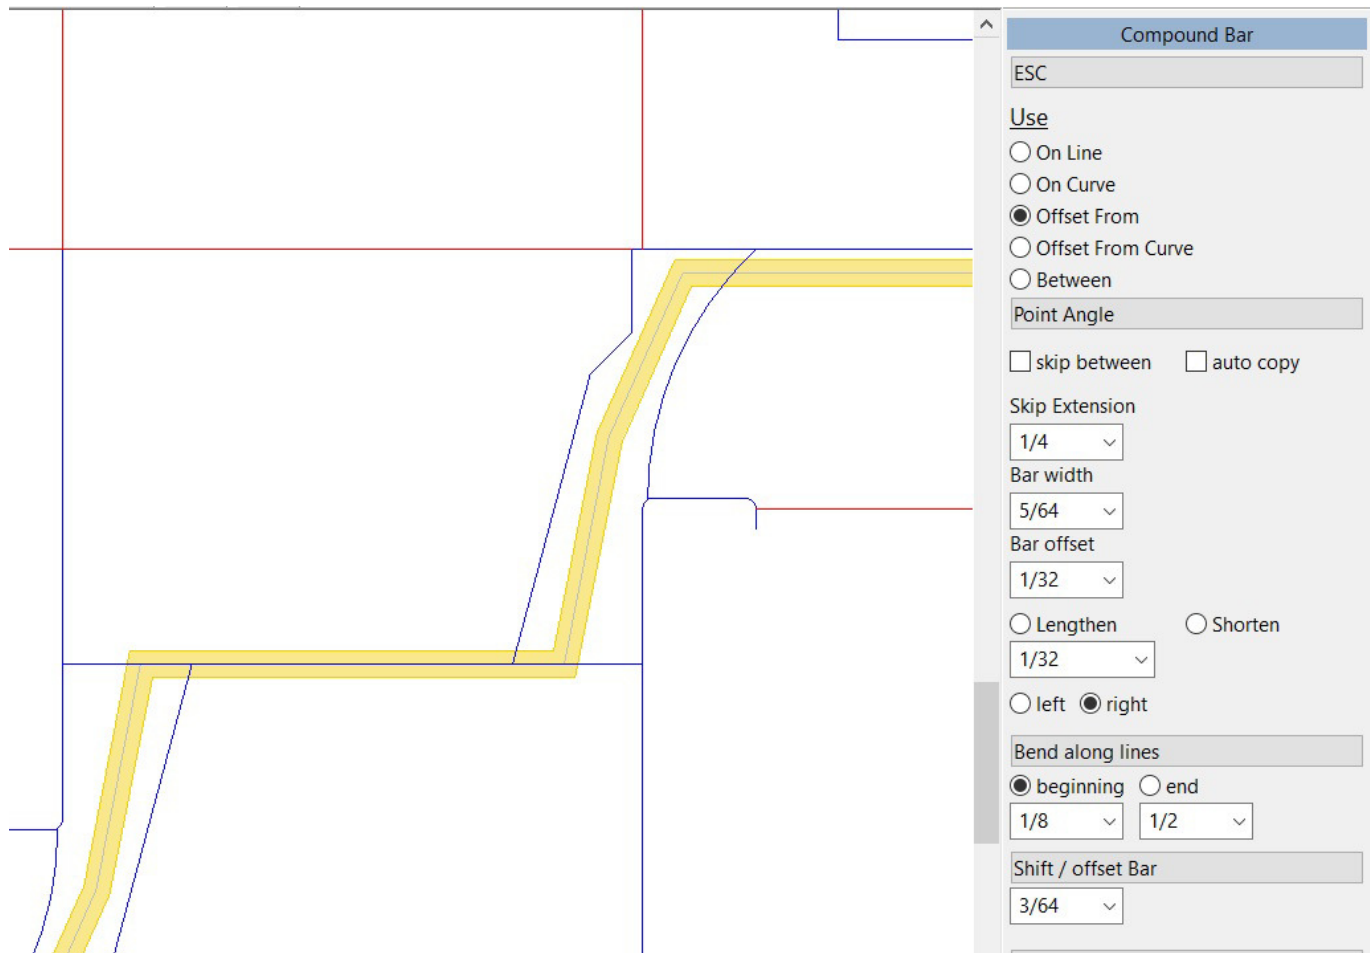 Compound Bar
ESC
Use
On Line
On Curve
Offset From
Offset From Curve
Between
Point Angle
skip between auto copy
Skip Extension
1/4
Bar width
5/64
Bar offset
1/32
Lengthen Shorten
1/32
left right
Bend along lines
beginning end
1/8 1/2
Shift / offset Bar
3/64